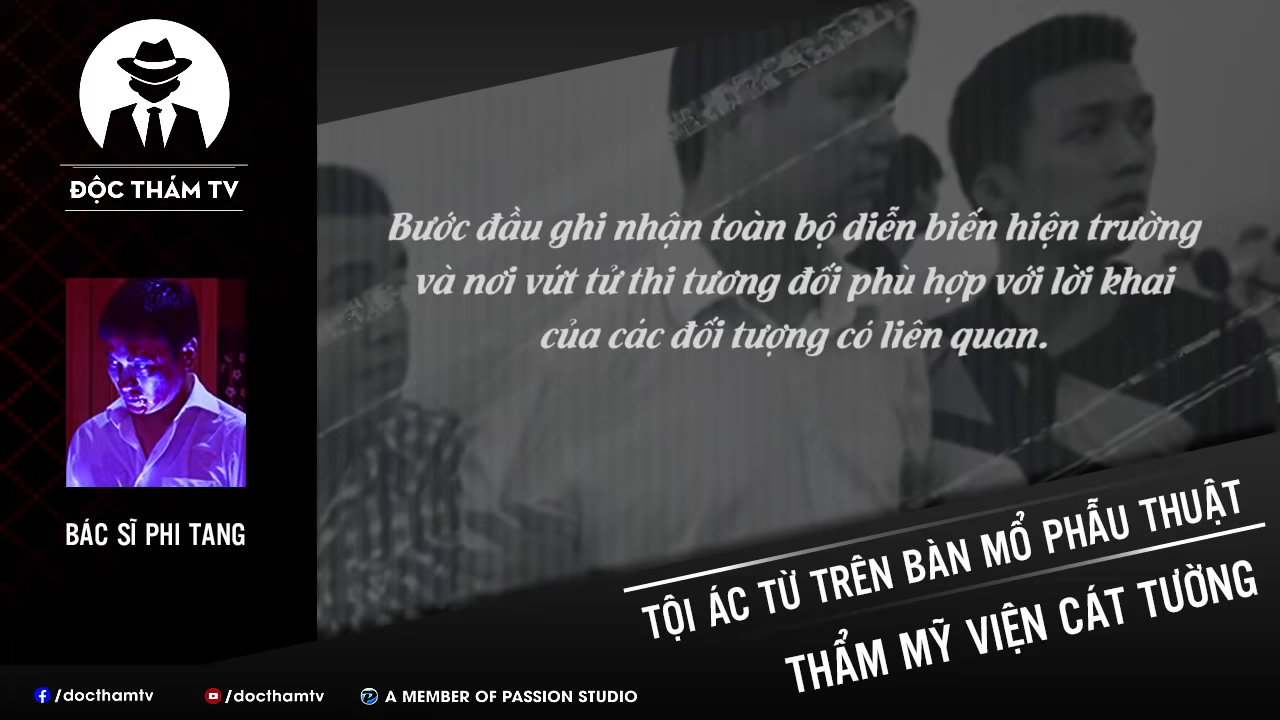 ĐỘC THÁM TV
BÁC SĨ PHI TANG
Bước đầu ghi nhận toàn bộ diễn biến hiện trường
và nơi vứt tử thi tương đối phù hợp với lời khai
của các đối tượng có liên quan.
TỘI ÁC TỪ TRÊN BÀN MỔ PHẪU THUẬT
THẨM MỸ VIỆN CÁT TƯỜNG
/docthamtv
/docthamtv
A MEMBER OF PASSION STUDIO